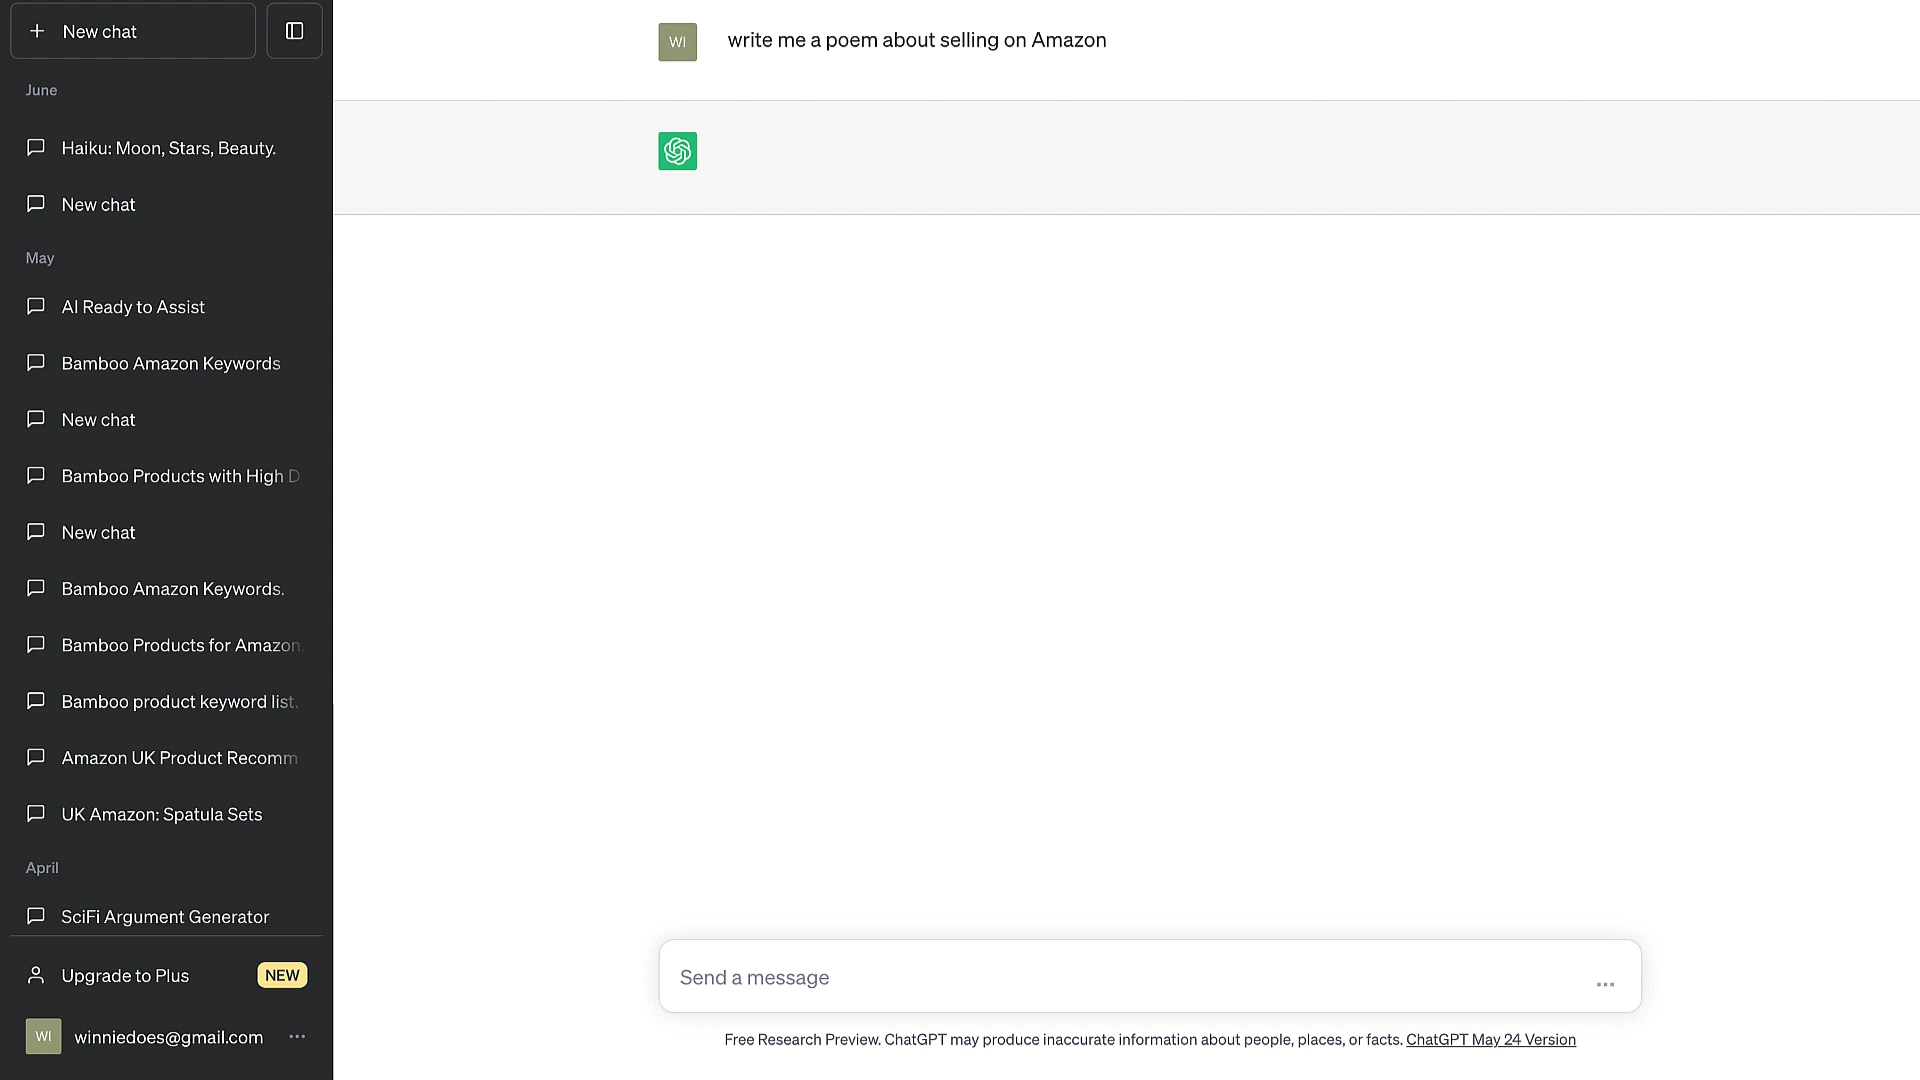 New chat
June
Haiku: Moon, Stars, Beauty.
New chat
May
AI Ready to Assist
Bamboo Amazon Keywords
New chat
Bamboo Products with High D
New chat
Bamboo Amazon Keywords.
Bamboo Products for Amazon.
Bamboo product keyword list.
Amazon UK Product Recomm
UK Amazon: Spatula Sets
April
SciFi Argument Generator
Upgrade to Plus NEW
WI winniedoes@gmail.com
WI write me a poem about selling on Amazon
Send a message
Free Research Preview. ChatGPT may produce inaccurate information about people, places, or facts. ChatGPT May 24 Version